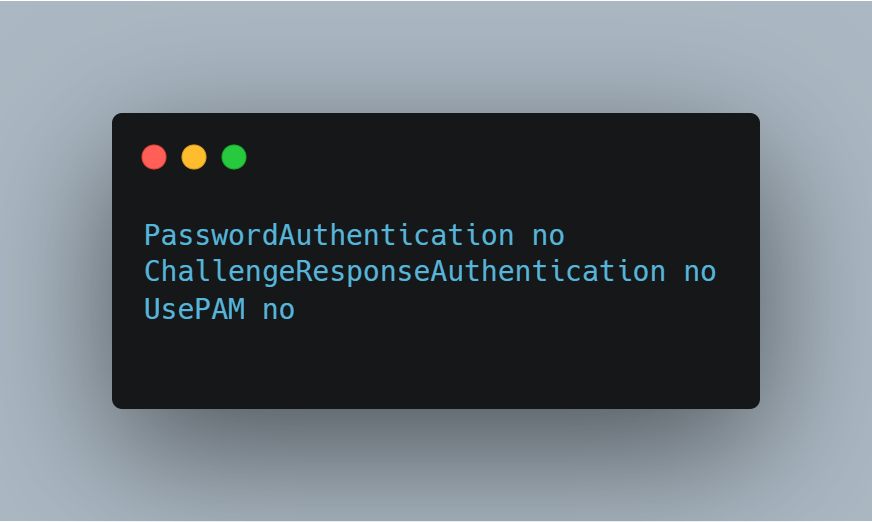 PasswordAuthentication no
ChallengeResponseAuthentication no
UsePAM no